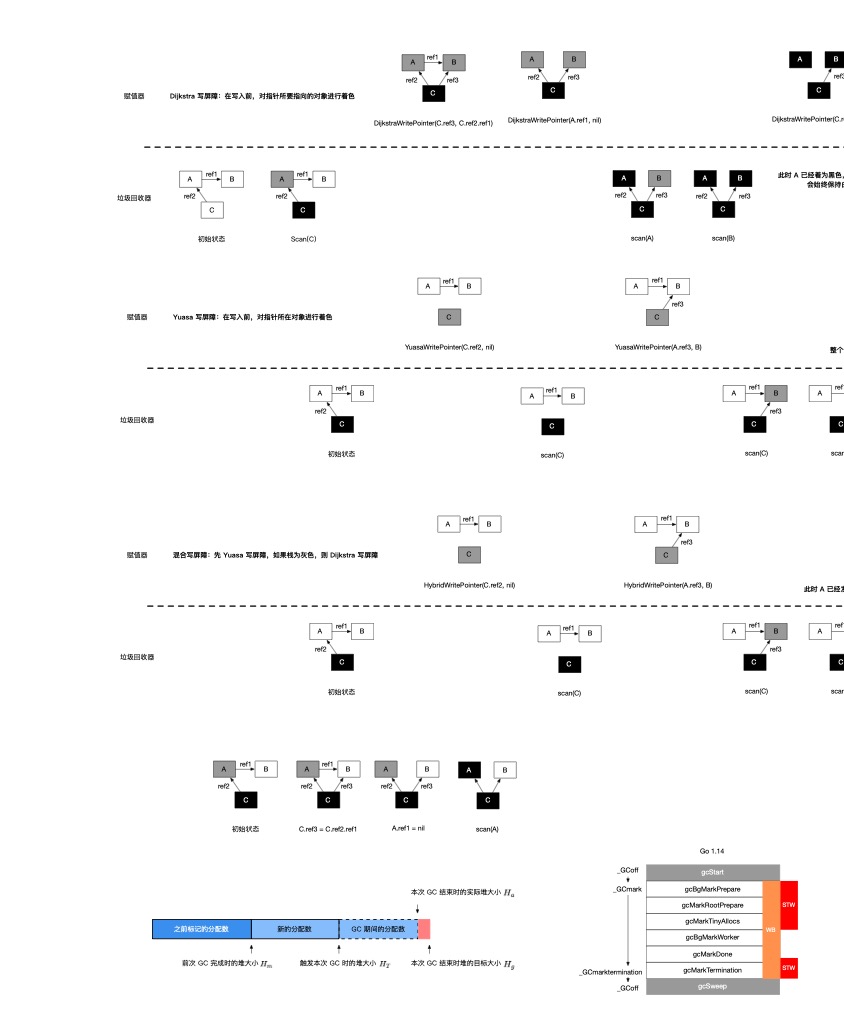 A ref1 B
ref2 ref3
C
DijkstraWritePointer(C.ref3, C.ref2.ref1)
A B
ref2 ref3
C
DijkstraWritePointer(A.ref1, nil)
A B
ref3
C
DijkstraWritePointer(C.r
赋值器
Dijkstra 写屏障：在写入前，对指针所要指向的对象进行着色
垃圾回收器
A ref1 B
ref2
C
初始状态
A ref1 B
ref2
C
Scan(C)
A B
ref2 ref3
C
scan(A)
A B
ref2 ref3
C
scan(B)
此时 A 已经着为黑色，
会始终保持
赋值器
Yuasa 写屏障：在写入前，对指针所在对象进行着色
A ref1 B
C
YuasaWritePointer(C.ref2, nil)
A ref1 B
ref3
C
YuasaWritePointer(A.ref3, B)
整个
垃圾回收器
A ref1 B
ref2
C
初始状态
A ref1 B
C
scan(C)
A ref1 B
ref3
C
scan(C)
A ref
C
scan
赋值器
混合写屏障：先 Yuasa 写屏障，如果栈为灰色，则 Dijkstra 写屏障
A ref1 B
C
HybridWritePointer(C.ref2, nil)
A ref1 B
ref3
C
HybridWritePointer(A.ref3, B)
此时 A 已经
垃圾回收器
A ref1 B
ref2
C
初始状态
A ref1 B
C
scan(C)
A ref1 B
ref3
C
scan(C)
A ref
C
scan
A ref1 B
ref2
C
初始状态
A ref1 B
ref2 ref3
C
C.ref3 = C.ref2.ref1
A B
ref2 ref3
C
A.ref1 = nil
A B
C
scan(A)
本次 GC 结束时的实际堆大小 Hₐ
之前标记的分配数
新的分配数
GC 期间的分配数
前次 GC 完成时的堆大小 Hₘ
触发本次 GC 时的堆大小 H_T
本次 GC 结束时堆的目标大小 H_g
Go 1.14
_GCoff
gcStart
_GCmark
gcBgMarkPrepare
gcMarkRootPrepare
STW
gcMarkTinyAllocs
WB
gcBgMarkWorker
gcMarkDone
_GCmarktermination
gcMarkTermination
STW
_GCoff
gcSweep